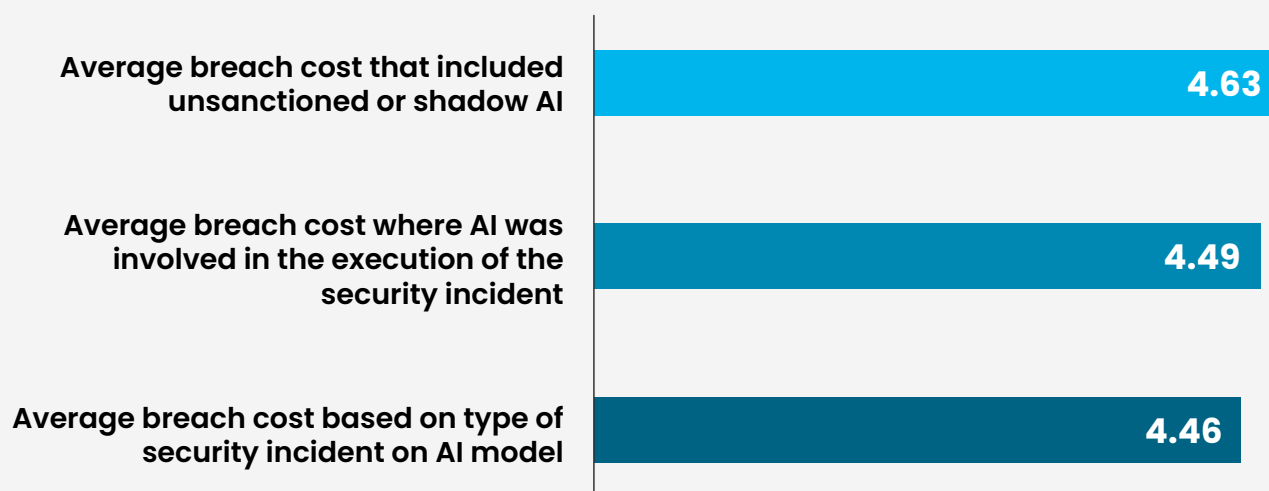 Average breach cost that included
unsanctioned or shadow AI
4.63
Average breach cost where AI was
involved in the execution of the
security incident
4.49
Average breach cost based on type of
security incident on AI model
4.46